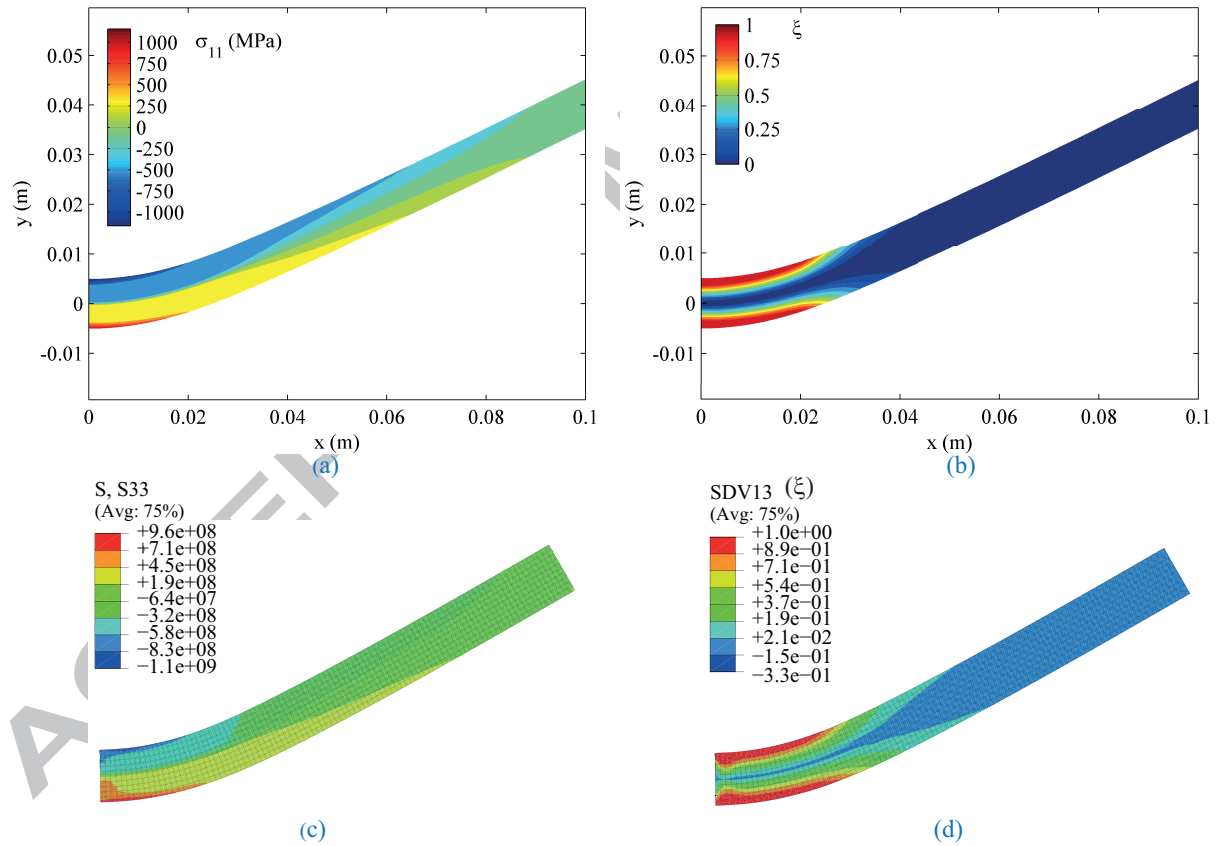 σ11 (MPa)
1000
750
500
250
0
-250
-500
-750
-1000
0.05
0.04
0.03
0.02
0.01
0
-0.01
y (m)
0
0.02
0.04
0.06
0.08
0.1
x (m)
(a)
ξ
1
0.75
0.5
0.25
0
0.05
0.04
0.03
0.02
0.01
0
-0.01
y (m)
0
0.02
0.04
0.06
0.08
0.1
x (m)
(b)
S, S33
(Avg: 75%)
+9.6e+08
+7.1e+08
+4.5e+08
+1.9e+08
−6.4e+07
−3.2e+08
−5.8e+08
−8.3e+08
−1.1e+09
(c)
SDV13 (ξ)
(Avg: 75%)
+1.0e+00
+8.9e−01
+7.1e−01
+5.4e−01
+3.7e−01
+1.9e−01
+2.1e−02
−1.5e−01
−3.3e−01
(d)